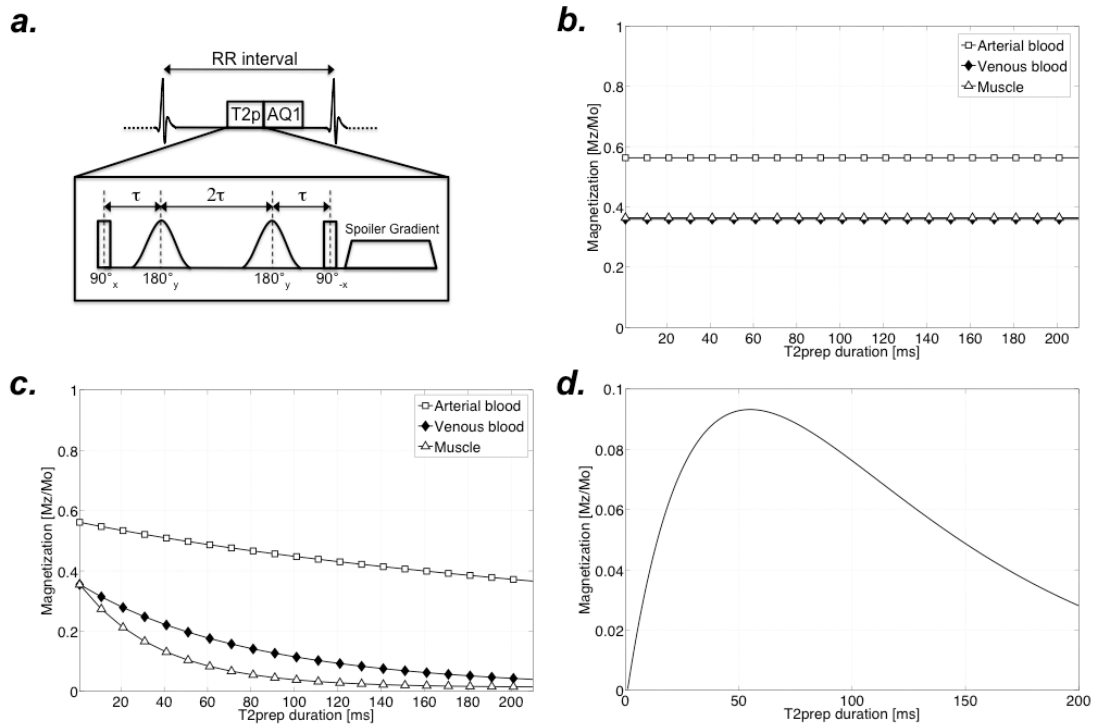 a.
RR interval
T2p AQ1
τ 2τ τ
Spoiler Gradient
90°x 180°y 180°y 90°-x
b.
Magnetization [Mz/Mo]
1
0.8
0.6
0.4
0.2
0
20 40 60 80 100 120 140 160 180 200
T2prep duration [ms]
Arterial blood
Venous blood
Muscle
c.
Magnetization [Mz/Mo]
1
0.8
0.6
0.4
0.2
0
20 40 60 80 100 120 140 160 180 200
T2prep duration [ms]
Arterial blood
Venous blood
Muscle
d.
Magnetization [Mz/Mo]
0.1
0.08
0.06
0.04
0.02
0
0 50 100 150 200
T2prep duration [ms]